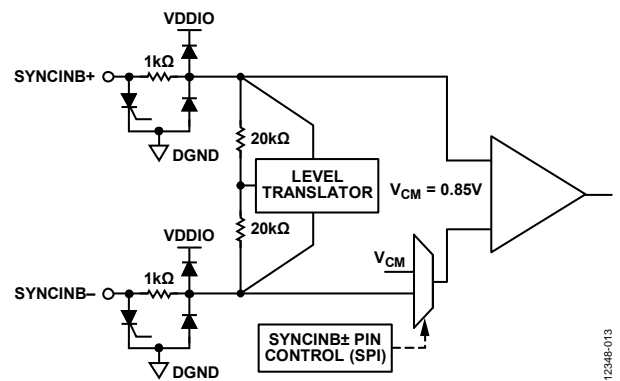 VDDIO
1kΩ
SYNCINB+
DGND
20kΩ
LEVEL
TRANSLATOR
VCM = 0.85V
20kΩ
VDDIO
1kΩ
VCM
SYNCINB–
SYNCINB± PIN
CONTROL (SPI)
DGND
12348-013